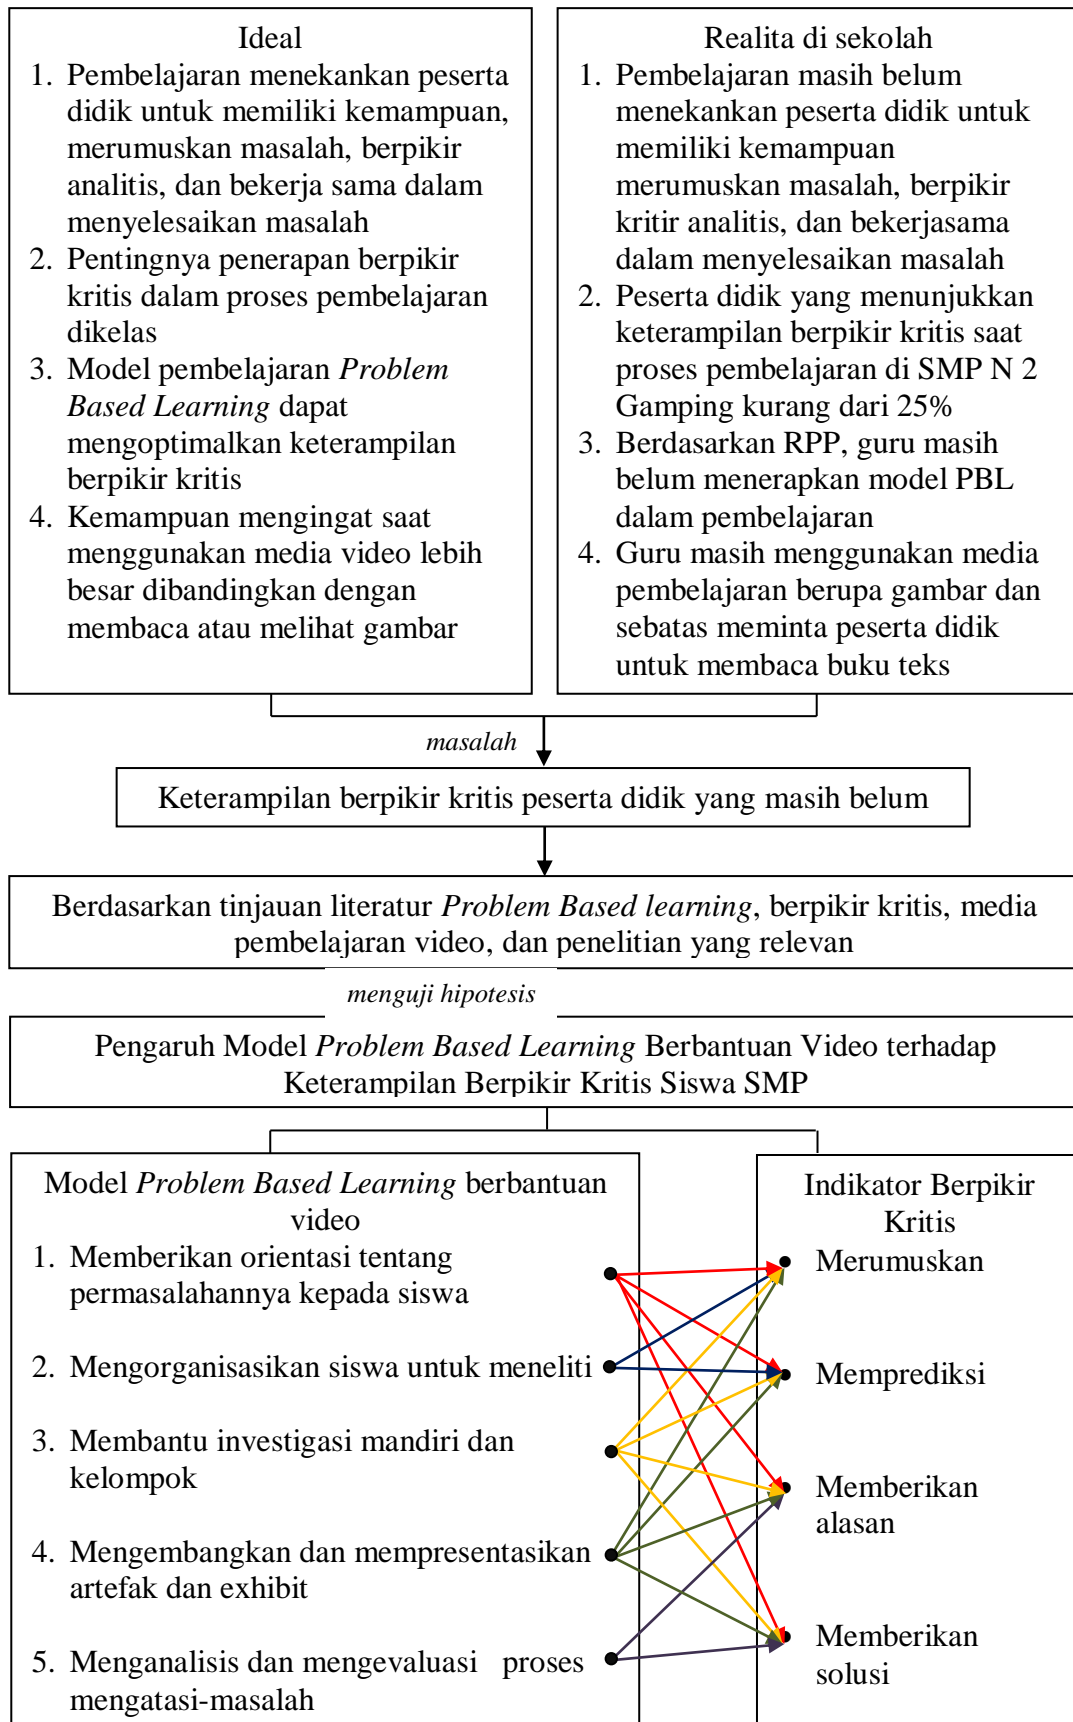 Ideal
1. Pembelajaran menekankan peserta
didik untuk memiliki kemampuan,
merumuskan masalah, berpikir
analitis, dan bekerja sama dalam
menyelesaikan masalah
2. Pentingnya penerapan berpikir
kritis dalam proses pembelajaran
dikelas
3. Model pembelajaran Problem
Based Learning dapat
mengoptimalkan keterampilan
berpikir kritis
4. Kemampuan mengingat saat
menggunakan media video lebih
besar dibandingkan dengan
membaca atau melihat gambar
Realita di sekolah
1. Pembelajaran masih belum
menekankan peserta didik untuk
memiliki kemampuan
merumuskan masalah, berpikir
kritir analitis, dan bekerjasama
dalam menyelesaikan masalah
2. Peserta didik yang menunjukkan
keterampilan berpikir kritis saat
proses pembelajaran di SMP N 2
Gamping kurang dari 25%
3. Berdasarkan RPP, guru masih
belum menerapkan model PBL
dalam pembelajaran
4. Guru masih menggunakan media
pembelajaran berupa gambar dan
sebatas meminta peserta didik
untuk membaca buku teks
masalah
Keterampilan berpikir kritis peserta didik yang masih belum
Berdasarkan tinjauan literatur Problem Based learning, berpikir kritis, media
pembelajaran video, dan penelitian yang relevan
menguji hipotesis
Pengaruh Model Problem Based Learning Berbantuan Video terhadap
Keterampilan Berpikir Kritis Siswa SMP
Model Problem Based Learning berbantuan
video
1. Memberikan orientasi tentang
permasalahannya kepada siswa
2. Mengorganisasikan siswa untuk meneliti
3. Membantu investigasi mandiri dan
kelompok
4. Mengembangkan dan mempresentasikan
artefak dan exhibit
5. Menganalisis dan mengevaluasi proses
mengatasi-masalah
Indikator Berpikir
Kritis
Merumuskan
Memprediksi
Memberikan
alasan
Memberikan
solusi